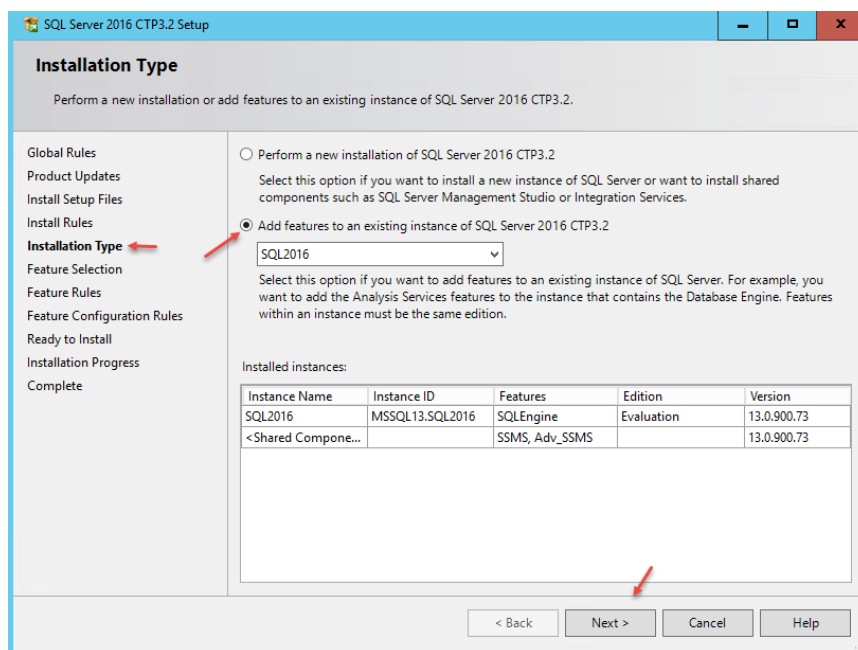 SQL Server 2016 CTP3.2 Setup
Installation Type
Perform a new installation or add features to an existing instance of SQL Server 2016 CTP3.2.
Global Rules
Product Updates
Install Setup Files
Install Rules
Installation Type
Feature Selection
Feature Rules
Feature Configuration Rules
Ready to Install
Installation Progress
Complete
Perform a new installation of SQL Server 2016 CTP3.2
Select this option if you want to install a new instance of SQL Server or want to install shared
components such as SQL Server Management Studio or Integration Services.
Add features to an existing instance of SQL Server 2016 CTP3.2
SQL2016
Select this option if you want to add features to an existing instance of SQL Server. For example, you
want to add the Analysis Services features to the instance that contains the Database Engine. Features
within an instance must be the same edition.
Installed instances:
Instance Name Instance ID Features Edition Version
SQL2016 MSSQL13.SQL2016 SQLEngine Evaluation 13.0.900.73
<Shared Compone... SSMS, Adv_SSMS 13.0.900.73
< Back Next > Cancel Help